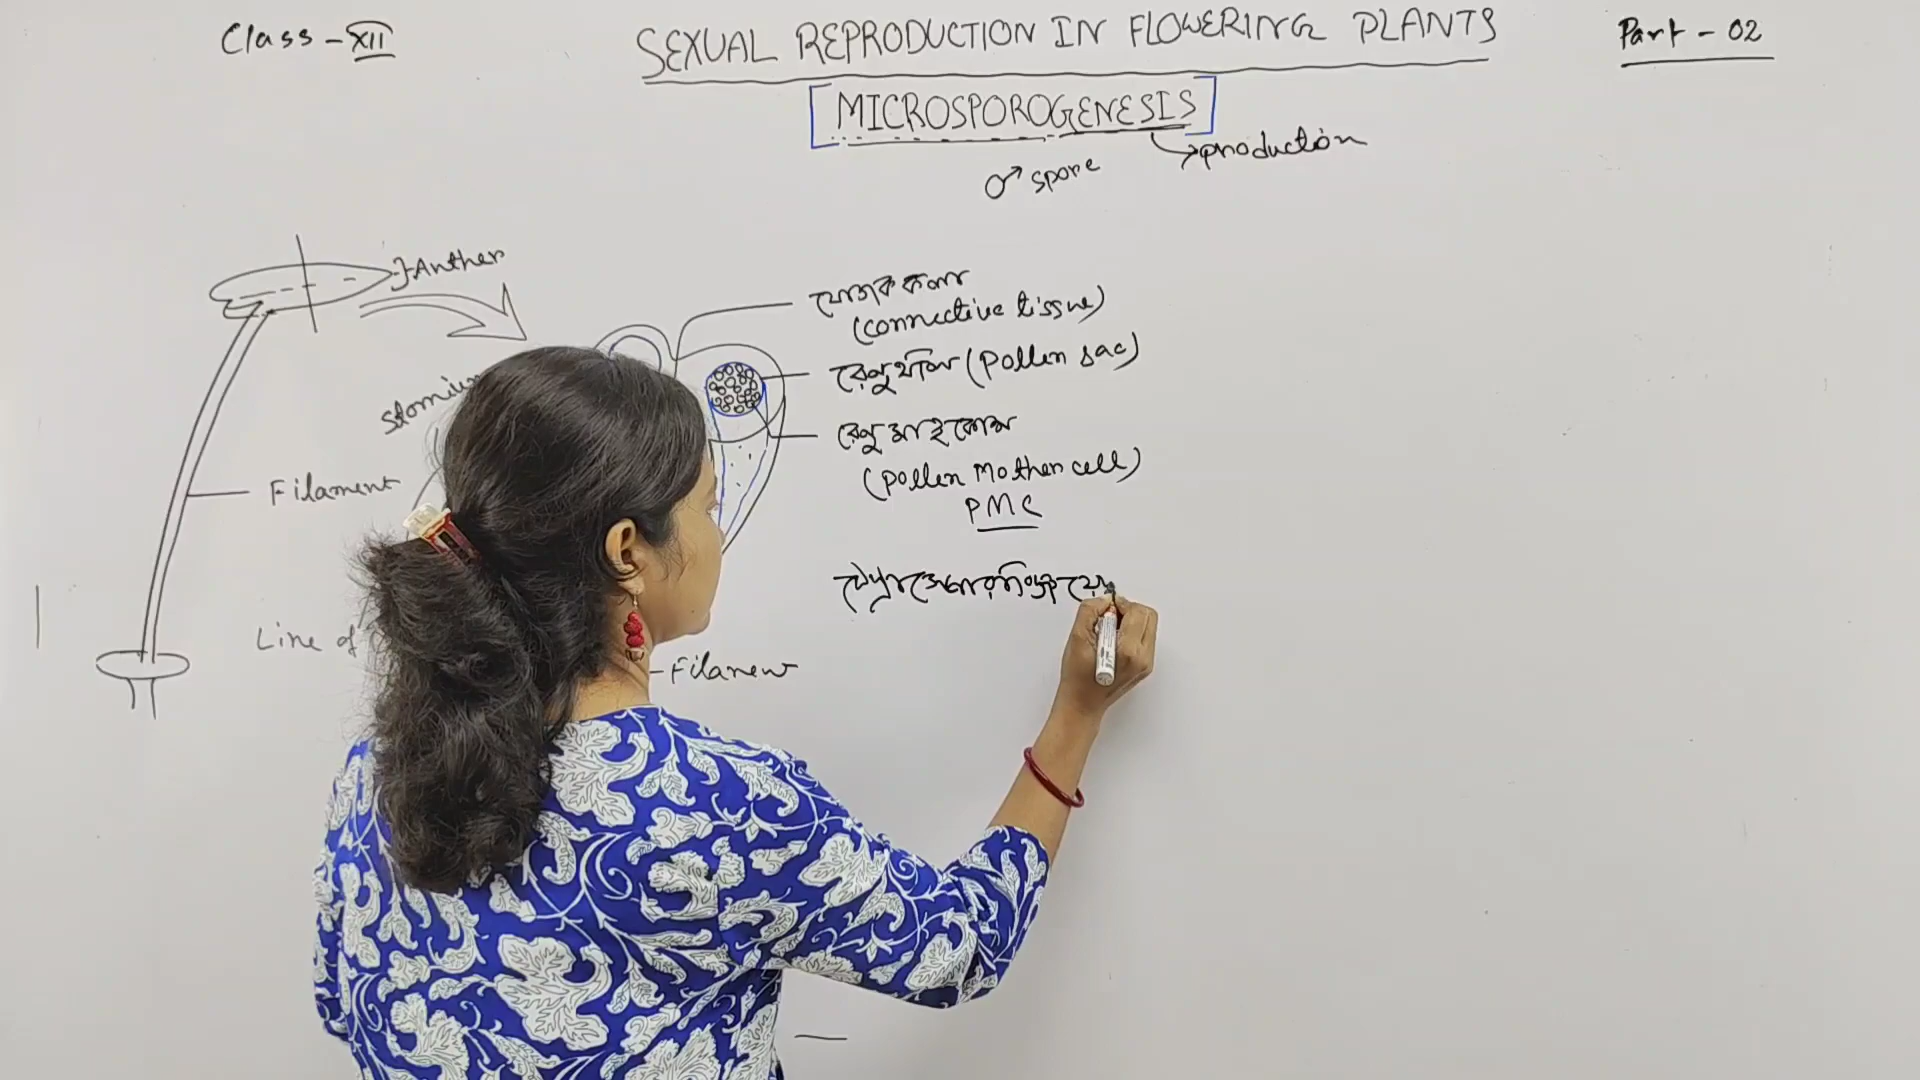 Class - XII
SEXUAL REPRODUCTION IN FLOWERING PLANTS
Part - 02
MICROSPOROGENESIS
production
♂ spore
Anther
যোজক কলা
(connective tissue)
রেণুথলি (Pollen sac)
Stomium
রেণু মাতৃকোষ
(Pollen Mother cell)
PMC
Filament
Line of
Filament